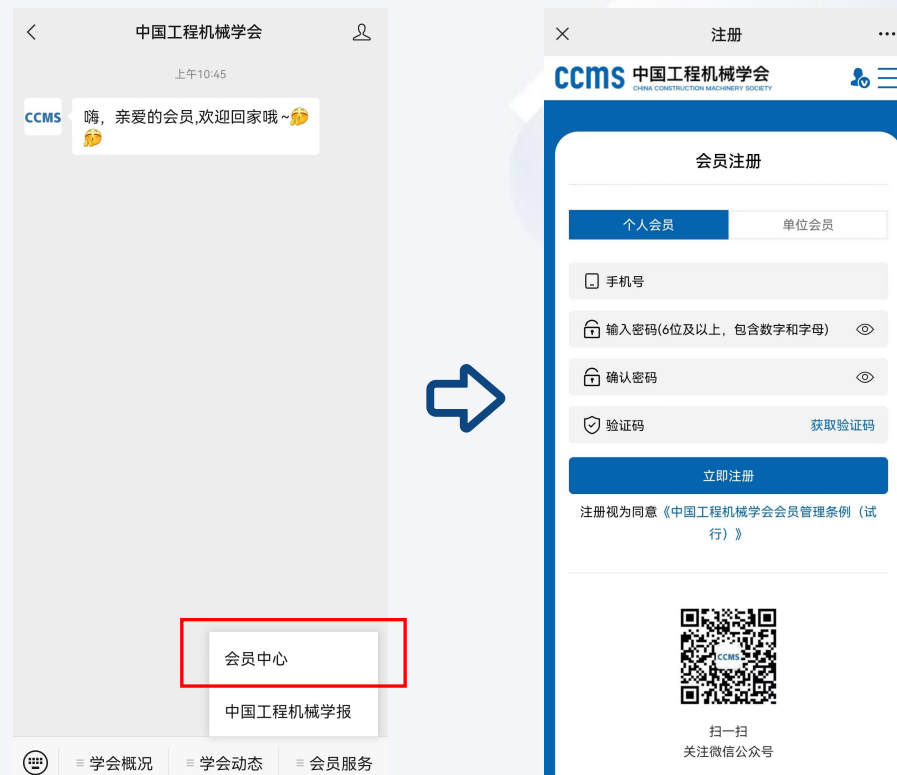 中国工程机械学会
上午10:45
CCMS
嗨，亲爱的会员,欢迎回家哦~
会员中心
中国工程机械学报
学会概况
学会动态
会员服务
注册
CCMS 中国工程机械学会
CHINA CONSTRUCTION MACHINERY SOCIETY
会员注册
个人会员
单位会员
手机号
输入密码(6位及以上，包含数字和字母)
确认密码
验证码
获取验证码
立即注册
注册视为同意《中国工程机械学会会员管理条例（试
行）》
CCMS
扫一扫
关注微信公众号